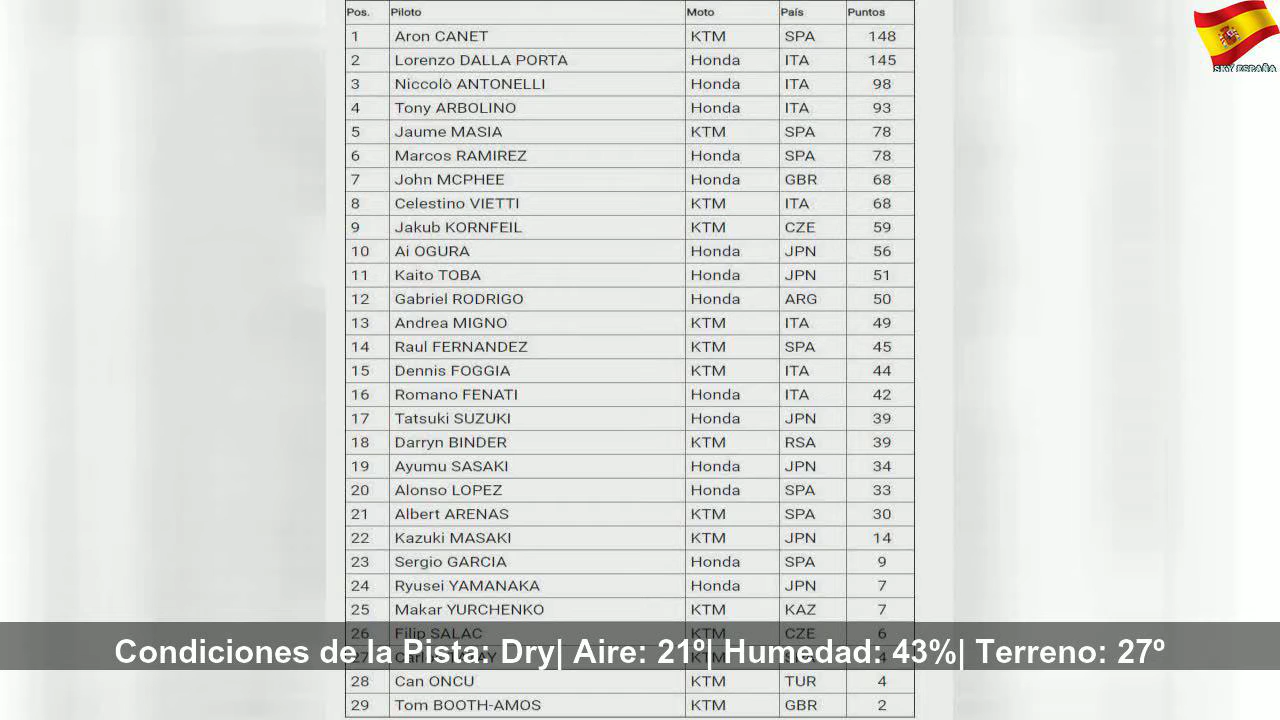 Pos. Piloto Moto País Puntos
1 Aron CANET KTM SPA 148
2 Lorenzo DALLA PORTA Honda ITA 145
3 Niccolò ANTONELLI Honda ITA 98
4 Tony ARBOLINO Honda ITA 93
5 Jaume MASIA KTM SPA 78
6 Marcos RAMIREZ Honda SPA 78
7 John MCPHEE Honda GBR 68
8 Celestino VIETTI KTM ITA 68
9 Jakub KORNFEIL KTM CZE 59
10 Ai OGURA Honda JPN 56
11 Kaito TOBA Honda JPN 51
12 Gabriel RODRIGO Honda ARG 50
13 Andrea MIGNO KTM ITA 49
14 Raul FERNANDEZ KTM SPA 45
15 Dennis FOGGIA KTM ITA 44
16 Romano FENATI Honda ITA 42
17 Tatsuki SUZUKI Honda JPN 39
18 Darryn BINDER KTM RSA 39
19 Ayumu SASAKI Honda JPN 34
20 Alonso LOPEZ Honda SPA 33
21 Albert ARENAS KTM SPA 30
22 Kazuki MASAKI KTM JPN 14
23 Sergio GARCIA Honda SPA 9
24 Ryusei YAMANAKA Honda JPN 7
25 Makar YURCHENKO KTM KAZ 7
26 Filip SALAC KTM CZE 6
Condiciones de la Pista: Dry| Aire: 21º| Humedad: 43%| Terreno: 27º
27 4
28 Can ONCU KTM TUR 4
29 Tom BOOTH-AMOS KTM GBR 2
SKY ESPAÑA